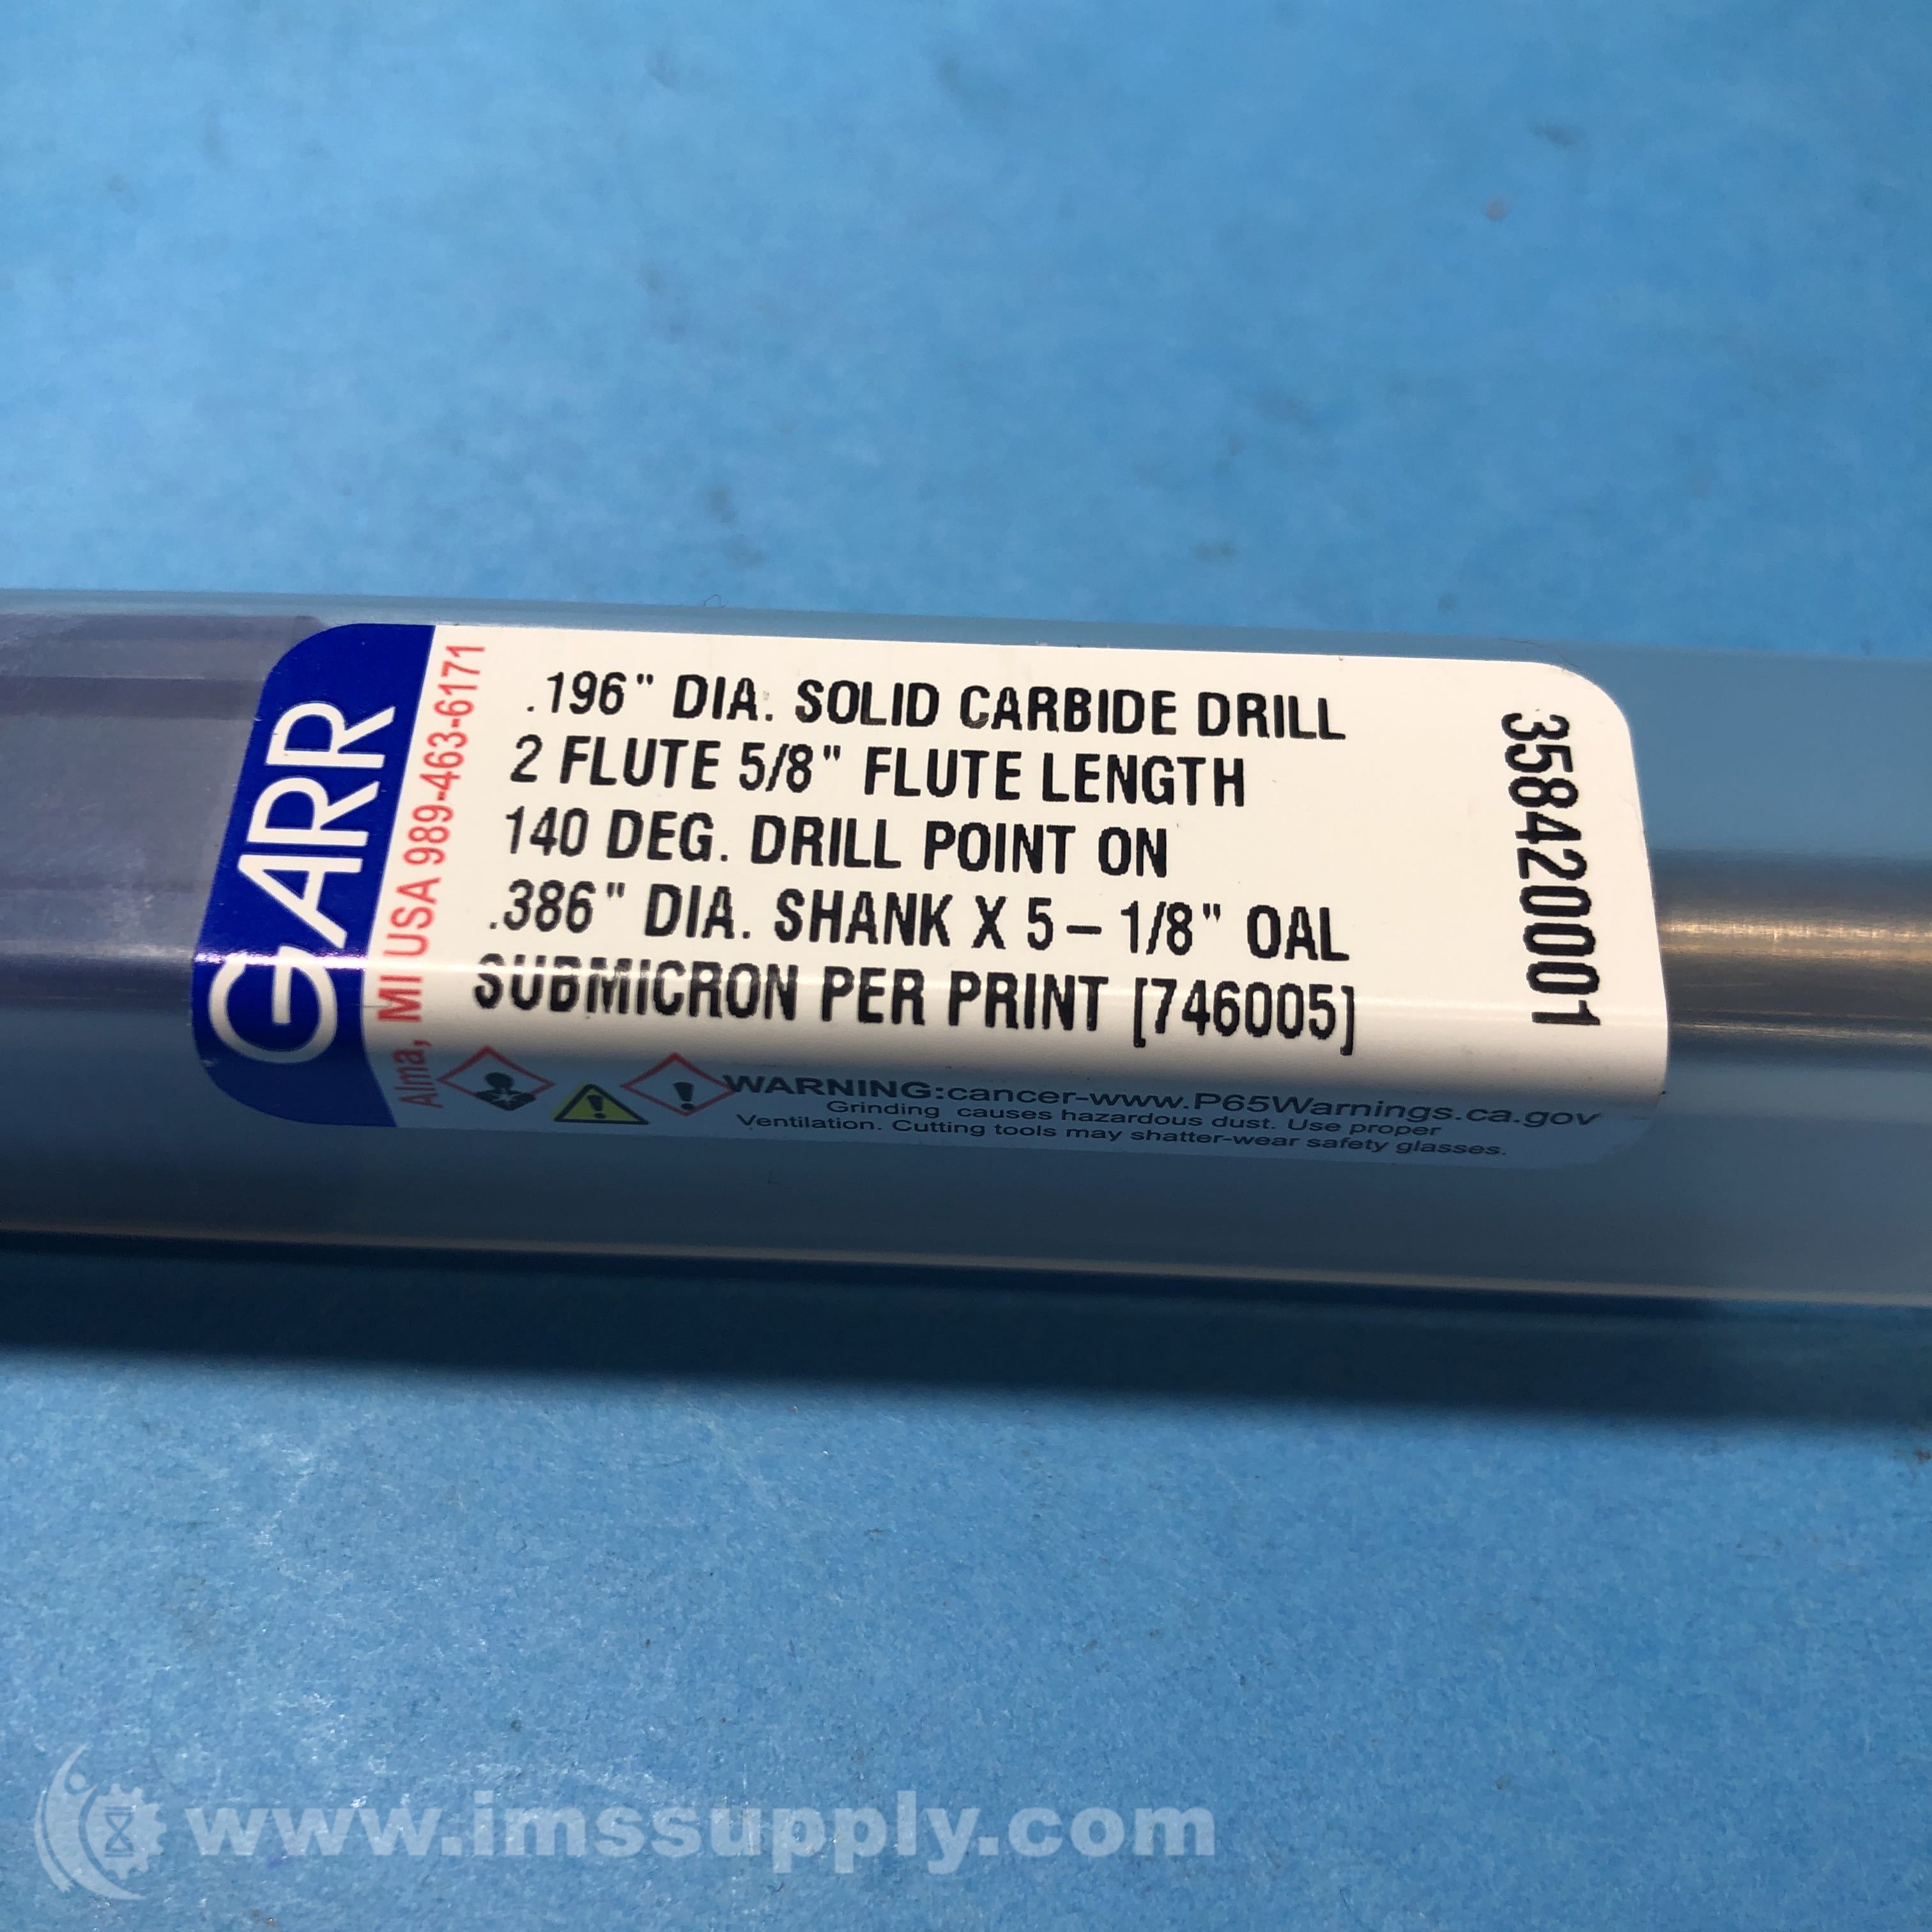 GARR
Alma, MI USA 989-463-6171
.196" DIA. SOLID CARBIDE DRILL
2 FLUTE 5/8" FLUTE LENGTH
140 DEG. DRILL POINT ON
.386" DIA. SHANK X 5-1/8" OAL
SUBMICRON PER PRINT [746005]
3584200001
WARNING:cancer-www.P65Warnings.ca.gov
Grinding causes hazardous dust. Use proper
Ventilation. Cutting tools may shatter-wear safety glasses.
www.imssupply.com